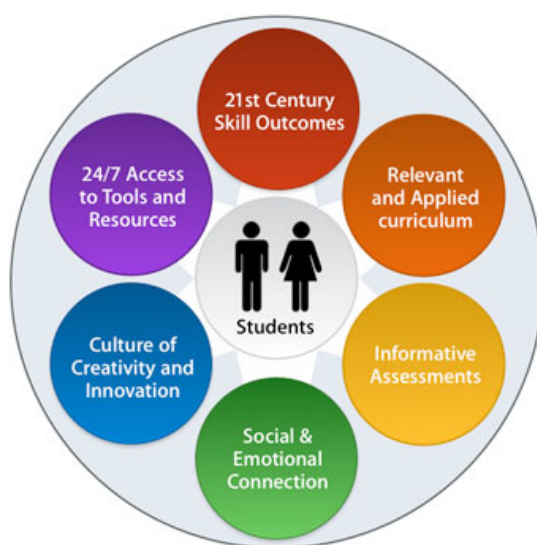 21st Century
Skill Outcomes
Relevant
and Applied
curriculum
Informative
Assessments
Social &
Emotional
Connection
Culture of
Creativity and
Innovation
24/7 Access
to Tools and
Resources
Students